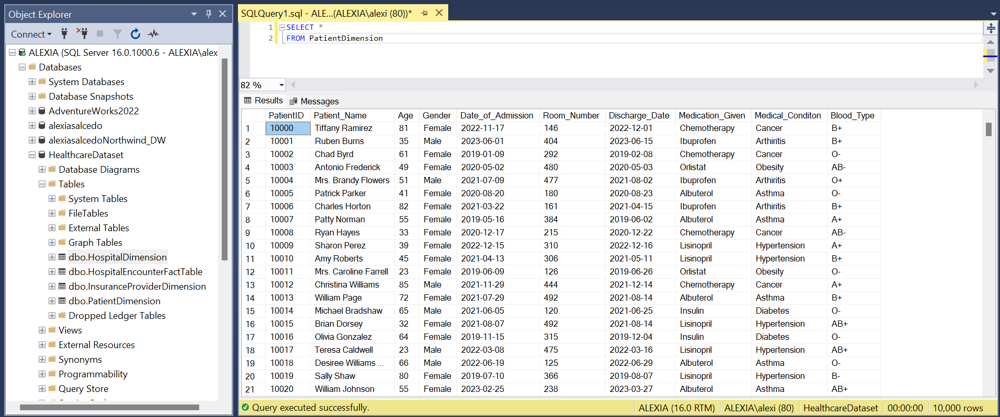 Object Explorer
Connect
ALEXIA (SQL Server 16.0.1000.6 - ALEXIA\alex
Databases
System Databases
Database Snapshots
AdventureWorks2022
alexiasalcedo
alexiasalcedoNorthwind_DW
HealthcareDataset
Database Diagrams
Tables
System Tables
FileTables
External Tables
Graph Tables
dbo.HospitalDimension
dbo.HospitalEncounterFactTable
dbo.InsuranceProviderDimension
dbo.PatientDimension
Dropped Ledger Tables
Views
External Resources
Synonyms
Programmability
Query Store
SQLQuery1.sql - ALE...(ALEXIA\alexi (80))*
1 SELECT *
2 FROM PatientDimension
82 %
Results Messages
PatientID Patient_Name Age Gender Date_of_Admission Room_Number Discharge_Date Medication_Given Medical_Conditon Blood_Type
1 10000 Tiffany Ramirez 81 Female 2022-11-17 146 2022-12-01 Chemotherapy Cancer B+
2 10001 Ruben Burns 35 Male 2023-06-01 404 2023-06-15 Ibuprofen Arthiritis B+
3 10002 Chad Byrd 61 Female 2019-01-09 292 2019-02-08 Chemotherapy Cancer O-
4 10003 Antonio Frederick 49 Female 2020-05-02 480 2020-05-03 Orlistat Obesity AB-
5 10004 Mrs. Brandy Flowers 51 Male 2021-07-09 477 2021-08-02 Ibuprofen Arthiritis O+
6 10005 Patrick Parker 41 Female 2020-08-20 180 2020-08-23 Albuterol Asthma O-
7 10006 Charles Horton 82 Female 2021-03-22 161 2021-04-15 Ibuprofen Arthiritis B+
8 10007 Patty Norman 55 Female 2019-05-16 384 2019-06-02 Albuterol Asthma A+
9 10008 Ryan Hayes 33 Female 2020-12-17 215 2020-12-22 Chemotherapy Cancer AB-
10 10009 Sharon Perez 39 Female 2022-12-15 310 2022-12-16 Lisinopril Hypertension A+
11 10010 Amy Roberts 45 Female 2021-04-13 306 2021-05-11 Lisinopril Hypertension B+
12 10011 Mrs. Caroline Farrell 23 Female 2019-06-09 126 2019-06-26 Orlistat Obesity O-
13 10012 Christina Williams 85 Male 2021-11-29 444 2021-12-14 Chemotherapy Cancer A+
14 10013 William Page 72 Female 2021-07-29 492 2021-08-14 Albuterol Asthma B+
15 10014 Michael Bradshaw 65 Male 2021-06-05 120 2021-06-25 Insulin Diabetes O-
16 10015 Brian Dorsey 32 Female 2021-08-07 492 2021-08-14 Lisinopril Hypertension AB+
17 10016 Olivia Gonzalez 64 Female 2019-11-15 315 2019-12-04 Insulin Diabetes O-
18 10017 Teresa Caldwell 23 Male 2022-03-08 475 2022-03-16 Lisinopril Hypertension AB+
19 10018 Desiree Williams ... 66 Male 2022-06-19 125 2022-06-29 Albuterol Asthma O-
20 10019 Sally Shaw 80 Female 2019-07-10 366 2019-08-07 Lisinopril Hypertension B-
21 10020 William Johnson 55 Female 2023-02-25 238 2023-03-27 Albuterol Asthma AB+
Query executed successfully. ALEXIA (16.0 RTM) ALEXIA\alexi (80) HealthcareDataset 00:00:00 10,000 rows